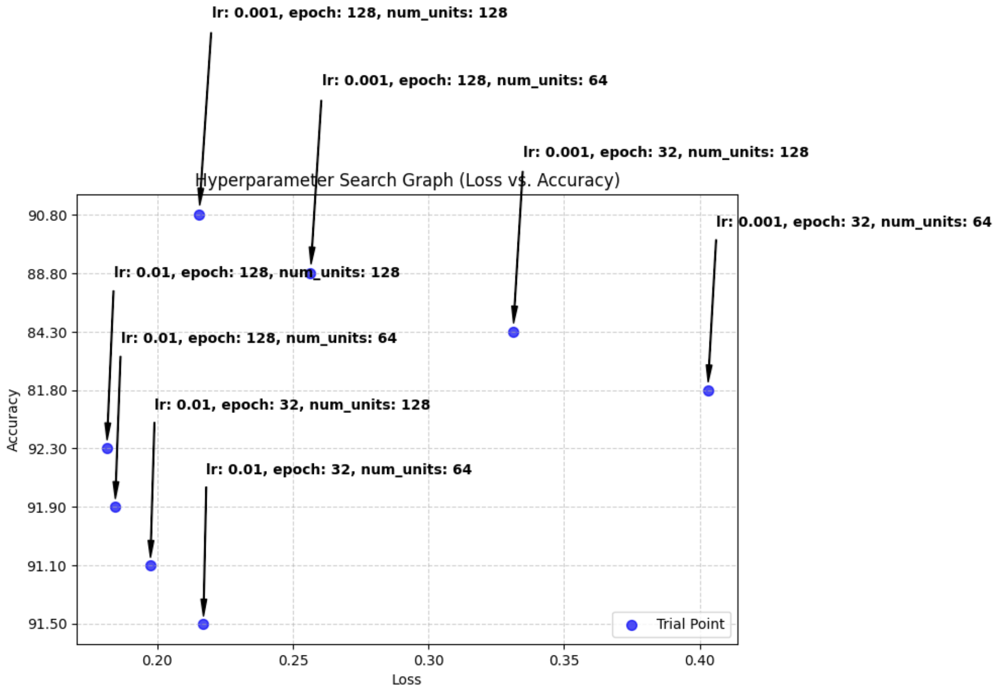 lr: 0.001, epoch: 128, num_units: 128
lr: 0.001, epoch: 128, num_units: 64
lr: 0.001, epoch: 32, num_units: 128
Hyperparameter Search Graph (Loss vs. Accuracy)
90.80
lr: 0.001, epoch: 32, num_units: 64
88.80
lr: 0.01, epoch: 128, num_units: 128
84.30
lr: 0.01, epoch: 128, num_units: 64
81.80
lr: 0.01, epoch: 32, num_units: 128
Accuracy
92.30
lr: 0.01, epoch: 32, num_units: 64
91.90
91.10
91.50
Trial Point
0.20
0.25
0.30
0.35
0.40
Loss